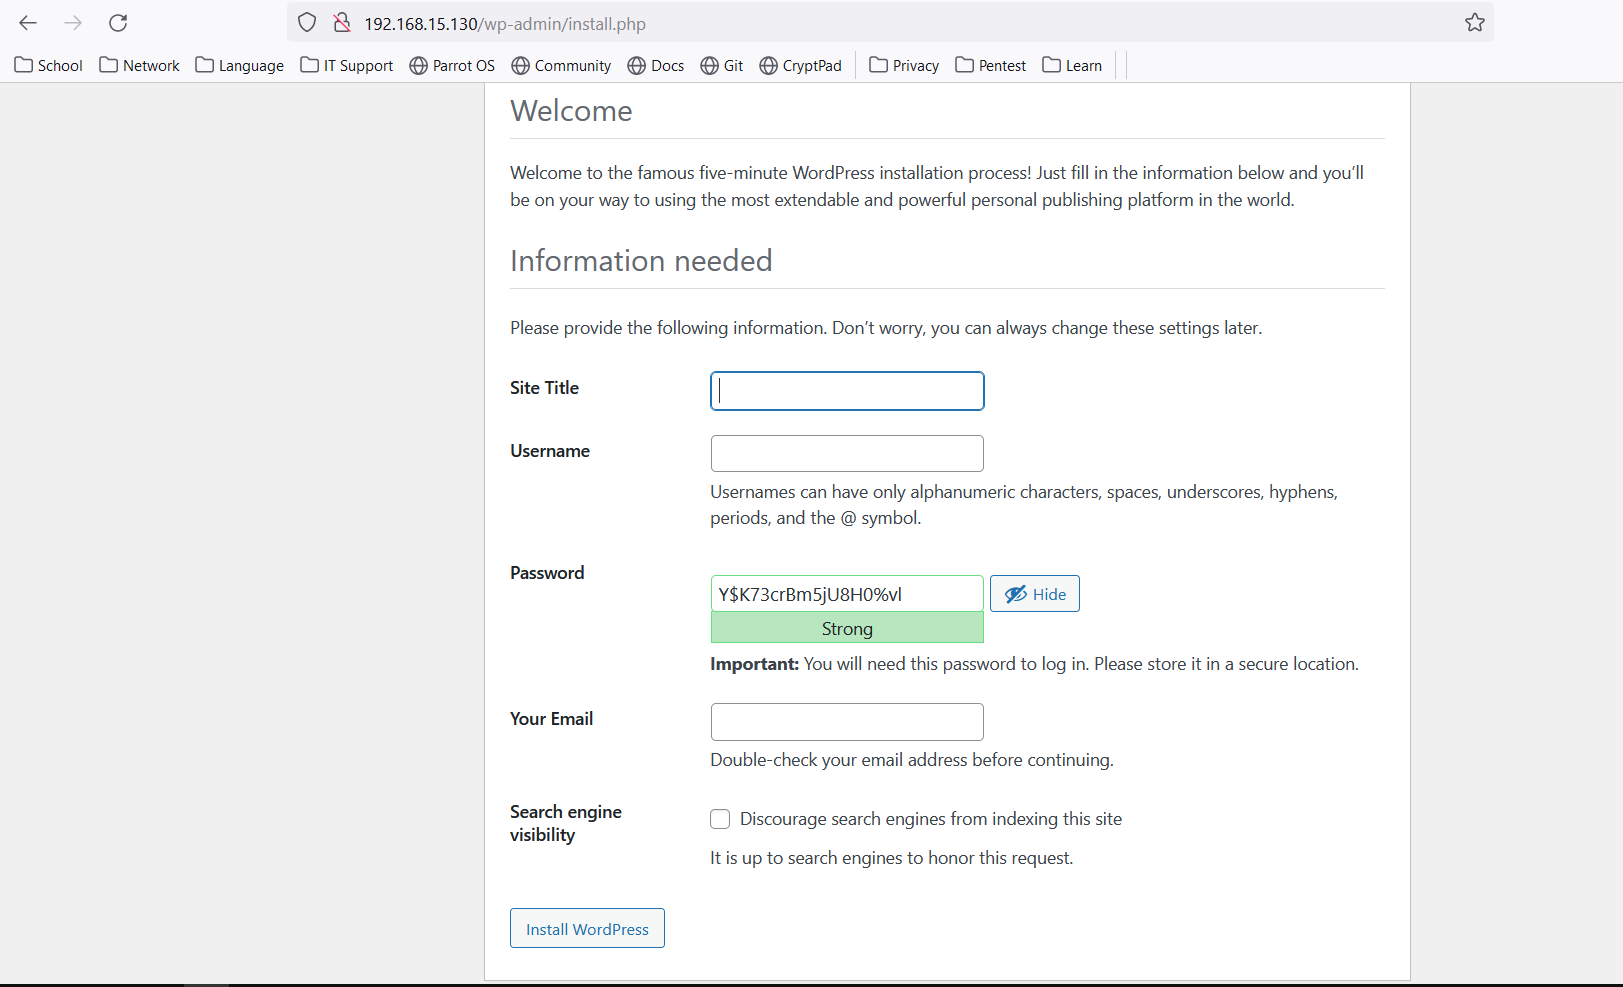 192.168.15.130/wp-admin/install.php
School Network Language IT Support Parrot OS Community Docs Git CryptPad Privacy Pentest Learn
Welcome
Welcome to the famous five-minute WordPress installation process! Just fill in the information below and you’ll
be on your way to using the most extendable and powerful personal publishing platform in the world.
Information needed
Please provide the following information. Don’t worry, you can always change these settings later.
Site Title
Username
Usernames can have only alphanumeric characters, spaces, underscores, hyphens,
periods, and the @ symbol.
Password
Y$K73crBm5jU8H0%vl Hide
Strong
Important: You will need this password to log in. Please store it in a secure location.
Your Email
Double-check your email address before continuing.
Search engine
visibility
Discourage search engines from indexing this site
It is up to search engines to honor this request.
Install WordPress